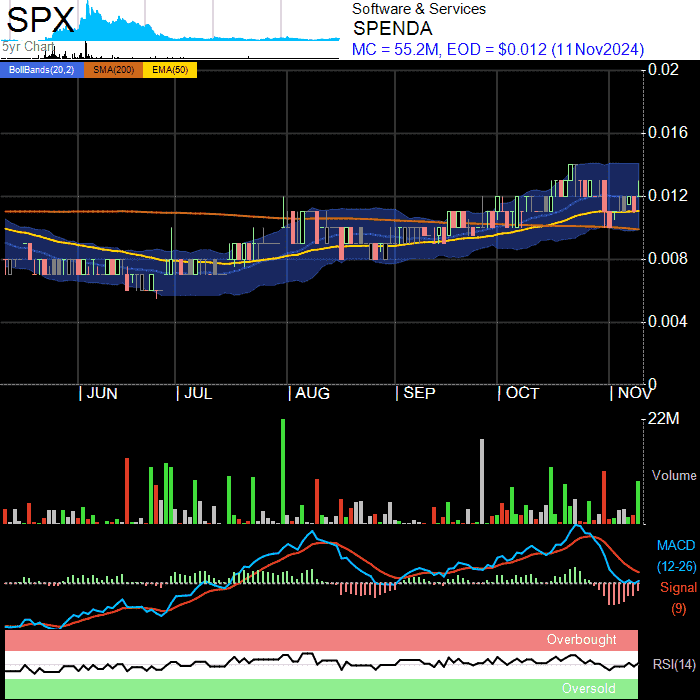 SPX
5yr Chart
Software & Services
SPENDA
MC = 55.2M, EOD = $0.012 (11Nov2024)
BollBands(20,2) SMA(200) EMA(50)
0.02
0.016
0.012
0.008
0.004
0
JUN JUL AUG SEP OCT NOV
22M
Volume
MACD
(12-26)
Signal
(9)
Overbought
RSI(14)
Oversold